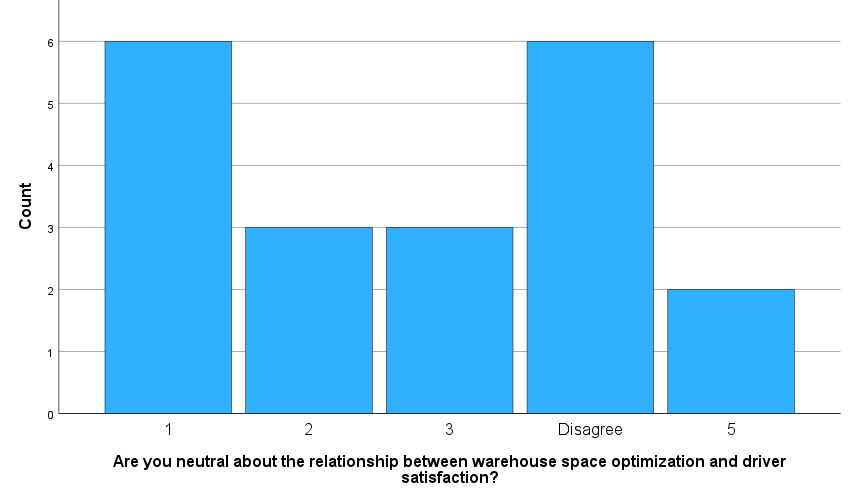 6
5
4
3
2
1
0
Count
1 2 3 Disagree 5
Are you neutral about the relationship between warehouse space optimization and driver
satisfaction?